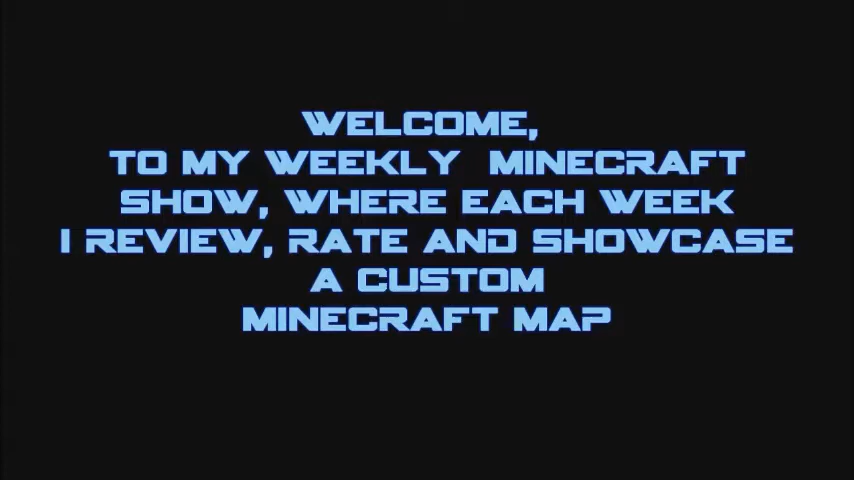 WELCOME,
TO MY WEEKLY MINECRAFT
SHOW, WHERE EACH WEEK
I REVIEW, RATE AND SHOWCASE
A CUSTOM
MINECRAFT MAP